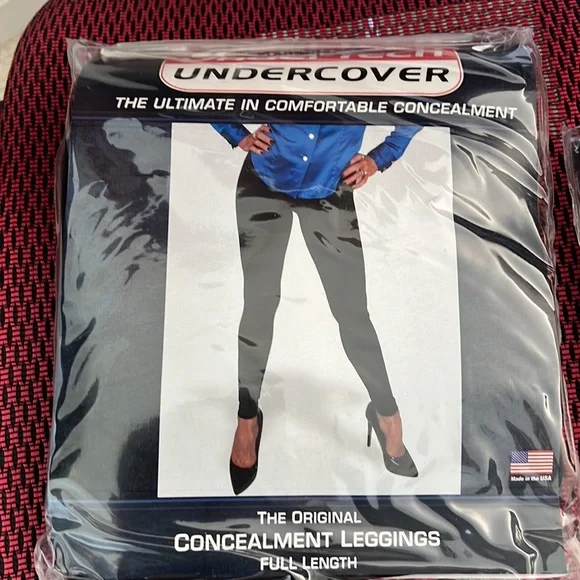 UNDERCOVER
THE ULTIMATE IN COMFORTABLE CONCEALMENT
Made in the USA
THE ORIGINAL
CONCEALMENT LEGGINGS
FULL LENGTH